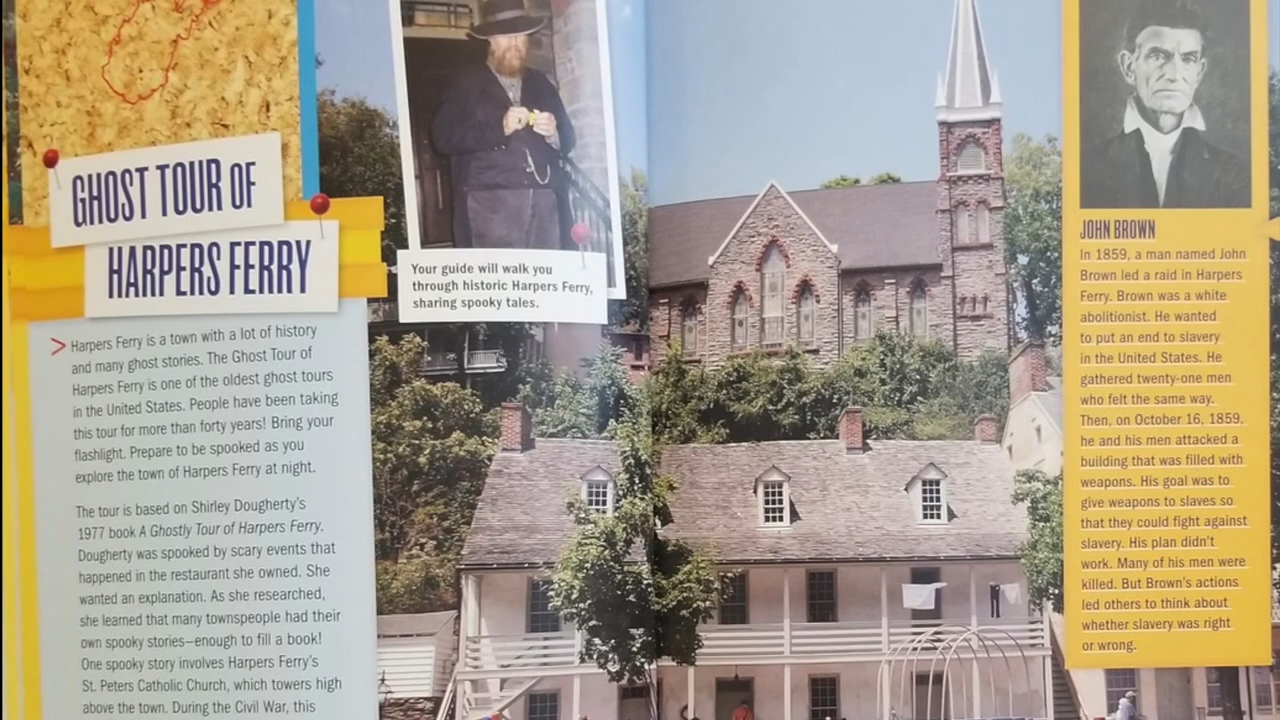 GHOST TOUR OF
HARPERS FERRY
> Harpers Ferry is a town with a lot of history
and many ghost stories. The Ghost Tour of
Harpers Ferry is one of the oldest ghost tours
in the United States. People have been taking
this tour for more than forty years! Bring your
flashlight. Prepare to be spooked as you
explore the town of Harpers Ferry at night.
The tour is based on Shirley Dougherty's
1977 book A Ghostly Tour of Harpers Ferry.
Dougherty was spooked by scary events that
happened in the restaurant she owned. She
wanted an explanation. As she researched,
she learned that many townspeople had their
own spooky stories—enough to fill a book!
One spooky story involves Harpers Ferry's
St. Peters Catholic Church, which towers high
above the town. During the Civil War, this
Your guide will walk you
through historic Harpers Ferry,
sharing spooky tales.
JOHN BROWN
In 1859, a man named John
Brown led a raid in Harpers
Ferry. Brown was a white
abolitionist. He wanted
to put an end to slavery
in the United States. He
gathered twenty-one men
who felt the same way.
Then, on October 16, 1859,
he and his men attacked a
building that was filled with
weapons. His goal was to
give weapons to slaves so
that they could fight against
slavery. His plan didn't
work. Many of his men were
killed. But Brown's actions
led others to think about
whether slavery was right
or wrong.